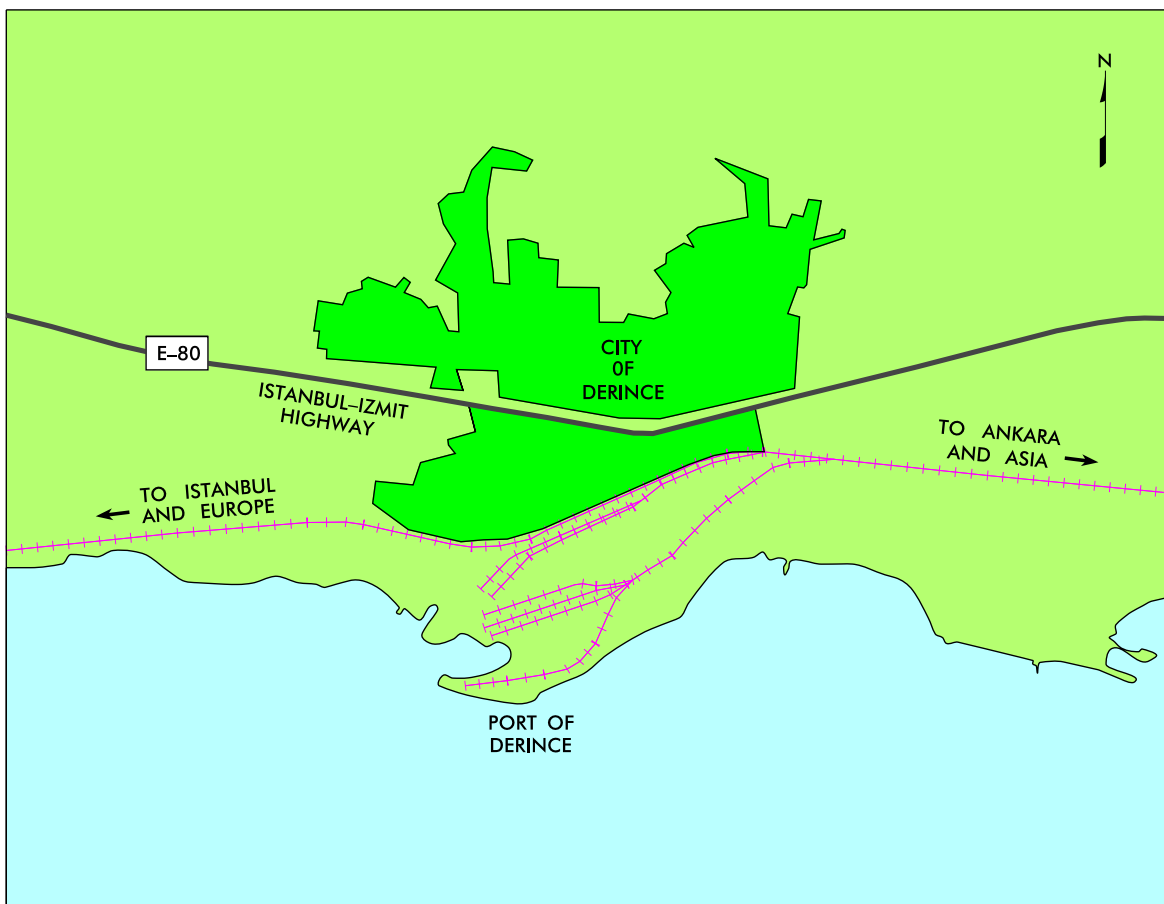 N
E–80
CITY
0F
DERINCE
ISTANBUL–IZMIT
HIGHWAY
TO ANKARA
AND ASIA
TO ISTANBUL
AND EUROPE
PORT OF
DERINCE